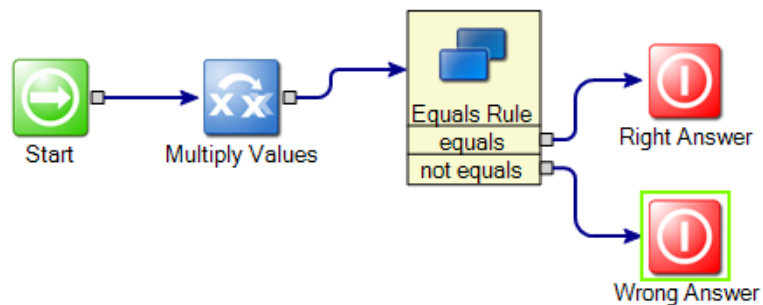 Start
Multiply Values
Equals Rule
equals
not equals
Right Answer
Wrong Answer